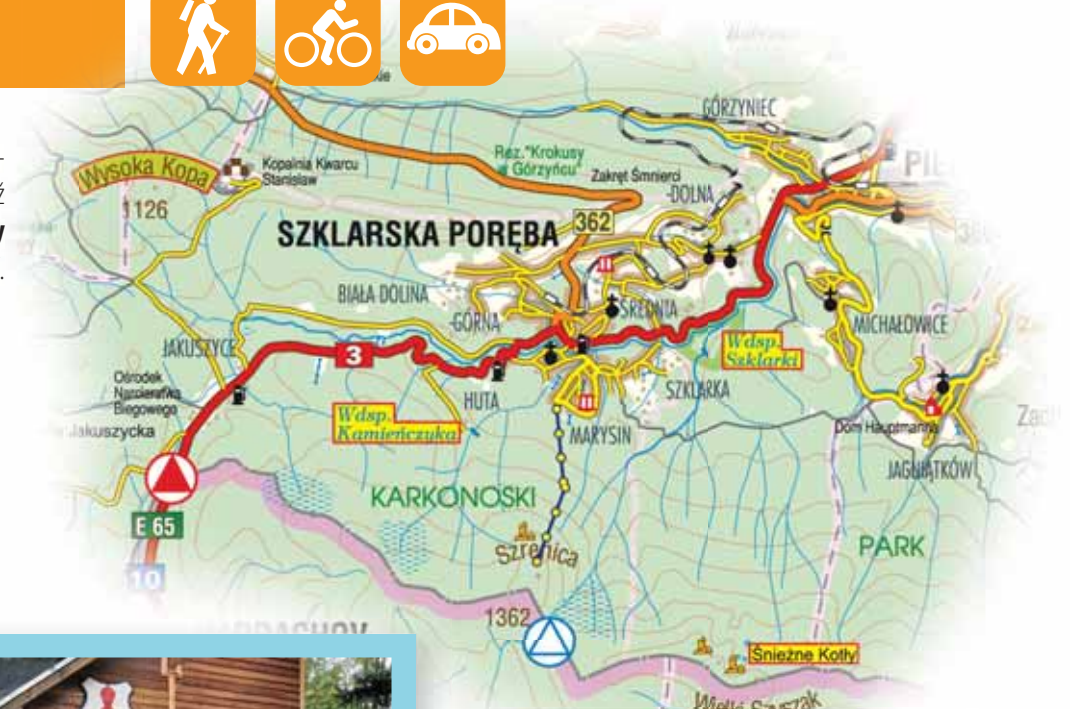 GÓRZYNIEC
Rez."Krokusy
w Górzyńcu"
Zakręt Śmierci
Kopalnia Kwarcu
Stanisław
Wysoka Kopa
1126
-DOLNA
362
SZKLARSKA PORĘBA
BIAŁA DOLINA
-GÓRNA
-ŚREDNIA
MICHAŁOWICE
JAKUSZYCE
3
Wdsp.
Szklarki
Ośrodek
Narciarstwa
Biegowego
Jakuszycka
HUTA
SZKLARKA
Wdsp.
Kamieńczyka
MARYSIN
Dom Hauptmanna
JAGNIĄTKÓW
KARKONOSKI
E 65
Szrenica
PARK
10
1362
Śnieżne Kotły
Wielki Szyszak